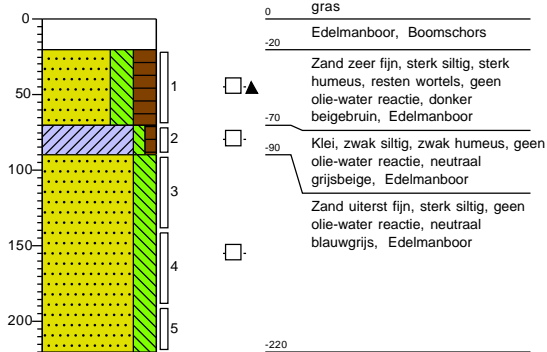 0
50
100
150
200
1
2
3
4
5
0
gras
Edelmanboor, Boomschors
-20
Zand zeer fijn, sterk siltig, sterk
humeus, resten wortels, geen
olie-water reactie, donker
beigebruin, Edelmanboor
-70
Klei, zwak siltig, zwak humeus, geen
olie-water reactie, neutraal
grijsbeige, Edelmanboor
-90
Zand uiterst fijn, sterk siltig, geen
olie-water reactie, neutraal
blauwgrijs, Edelmanboor
-220